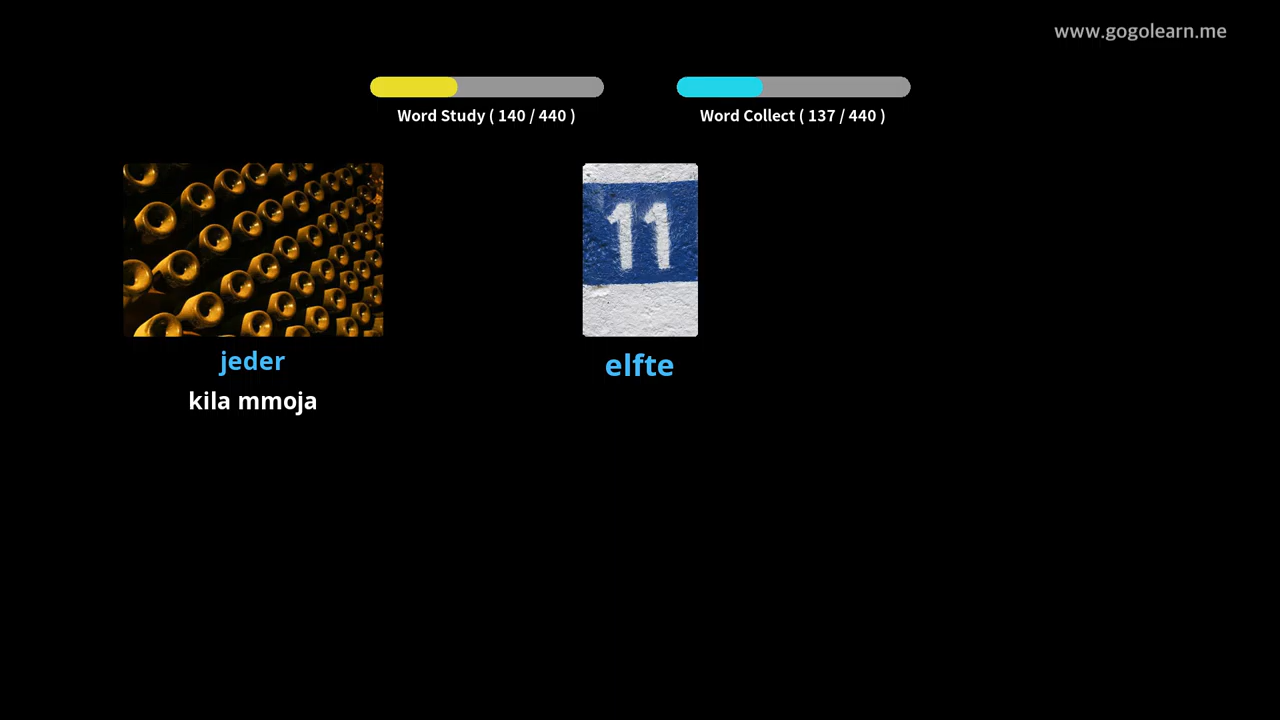 www.gogolearn.me
Word Study ( 140 / 440 )
Word Collect ( 137 / 440 )
11
jeder
elfte
kila mmoja